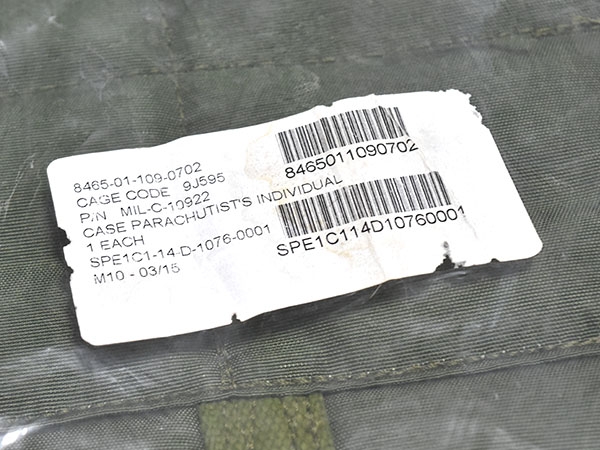 8465-01-109-0702
CAGE CODE 9J595
P/N MIL-C-10922
CASE PARACHUTIST'S INDIVIDUAL
1 EACH
SPE1C1-14-D-1076-0001
M10 - 03/15
8465011090702
SPE1C114D10760001